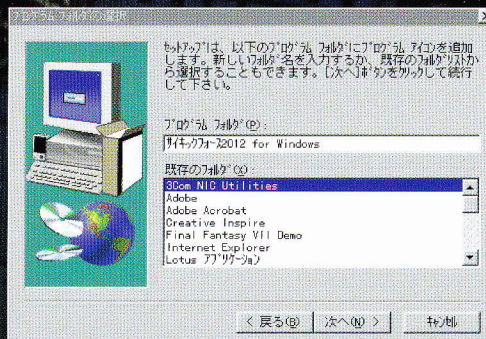 プログラム フォルダの選択
セットアップは、以下のプログラム フォルダにプログラム アイコンを追加
します。新しいフォルダ名を入力するか、既存のフォルダリストか
ら選択することもできます。[次へ]ボタンをクリックして続行
して下さい。
プログラム フォルダ(P):
サイキックフォース2012 for Windows
既存のフォルダ(X):
3Com NIC Utilities
Adobe
Adobe Acrobat
Creative Inspire
Final Fantasy VII Demo
Internet Explorer
Lotus アプリケーション
< 戻る(B)
次へ(N) >
キャンセル